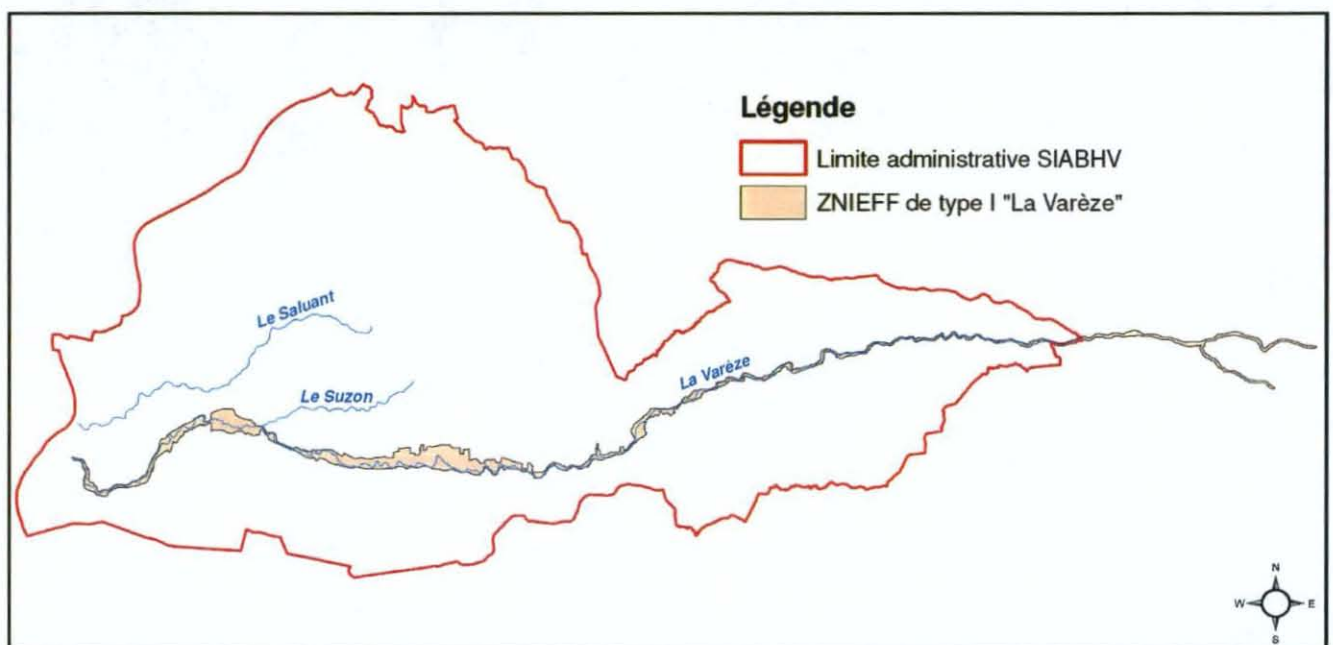 Légende
Limite administrative SIABHV
ZNIEFF de type I "La Varèze"
Le Saluant
La Varèze
Le Suzon
N
W E
S